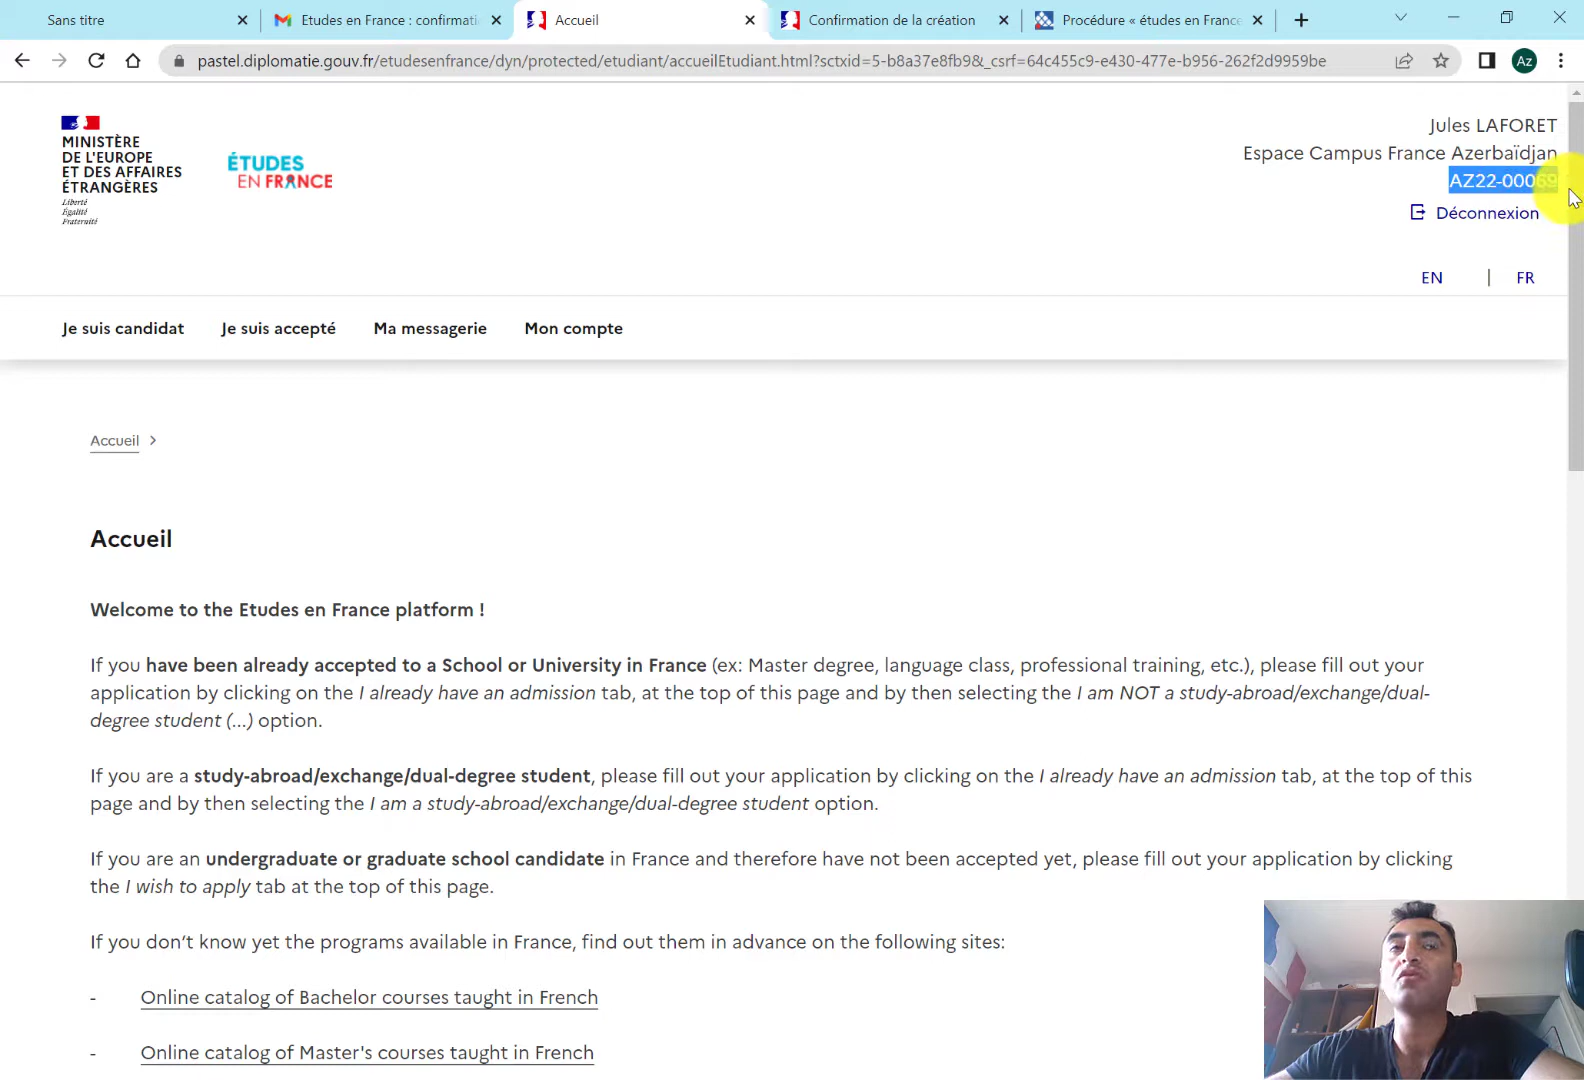 Sans titre
Etudes en France : confirmati
Accueil
Confirmation de la création
Procédure « études en France
pastel.diplomatie.gouv.fr/etudesenfrance/dyn/protected/etudiant/accueilEtudiant.html?sctxid=5-b8a37e8fb9&_csrf=64c455c9-e430-477e-b956-262f2d9959be
Az
MINISTÈRE
DE L'EUROPE
ET DES AFFAIRES
ÉTRANGÈRES
Liberté
Égalité
Fraternité
ÉTUDES
EN FRANCE
Jules LAFORET
Espace Campus France Azerbaïdjan
AZ22-00069
Déconnexion
EN | FR
Je suis candidat
Je suis accepté
Ma messagerie
Mon compte
Accueil
Accueil
Welcome to the Etudes en France platform !
If you have been already accepted to a School or University in France (ex: Master degree, language class, professional training, etc.), please fill out your
application by clicking on the I already have an admission tab, at the top of this page and by then selecting the I am NOT a study-abroad/exchange/dual-
degree student (...) option.
If you are a study-abroad/exchange/dual-degree student, please fill out your application by clicking on the I already have an admission tab, at the top of this
page and by then selecting the I am a study-abroad/exchange/dual-degree student option.
If you are an undergraduate or graduate school candidate in France and therefore have not been accepted yet, please fill out your application by clicking
the I wish to apply tab at the top of this page.
If you don't know yet the programs available in France, find out them in advance on the following sites:
- Online catalog of Bachelor courses taught in French
- Online catalog of Master's courses taught in French